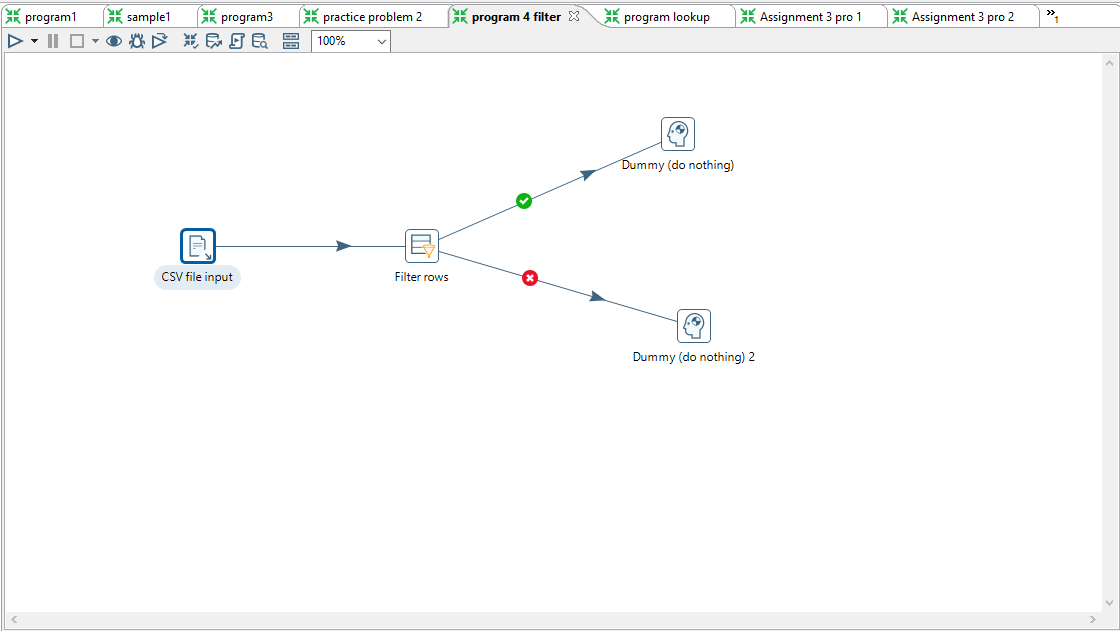 program1
sample1
program3
practice problem 2
program 4 filter
program lookup
Assignment 3 pro 1
Assignment 3 pro 2
»1
100%
Dummy (do nothing)
CSV file input
Filter rows
Dummy (do nothing) 2